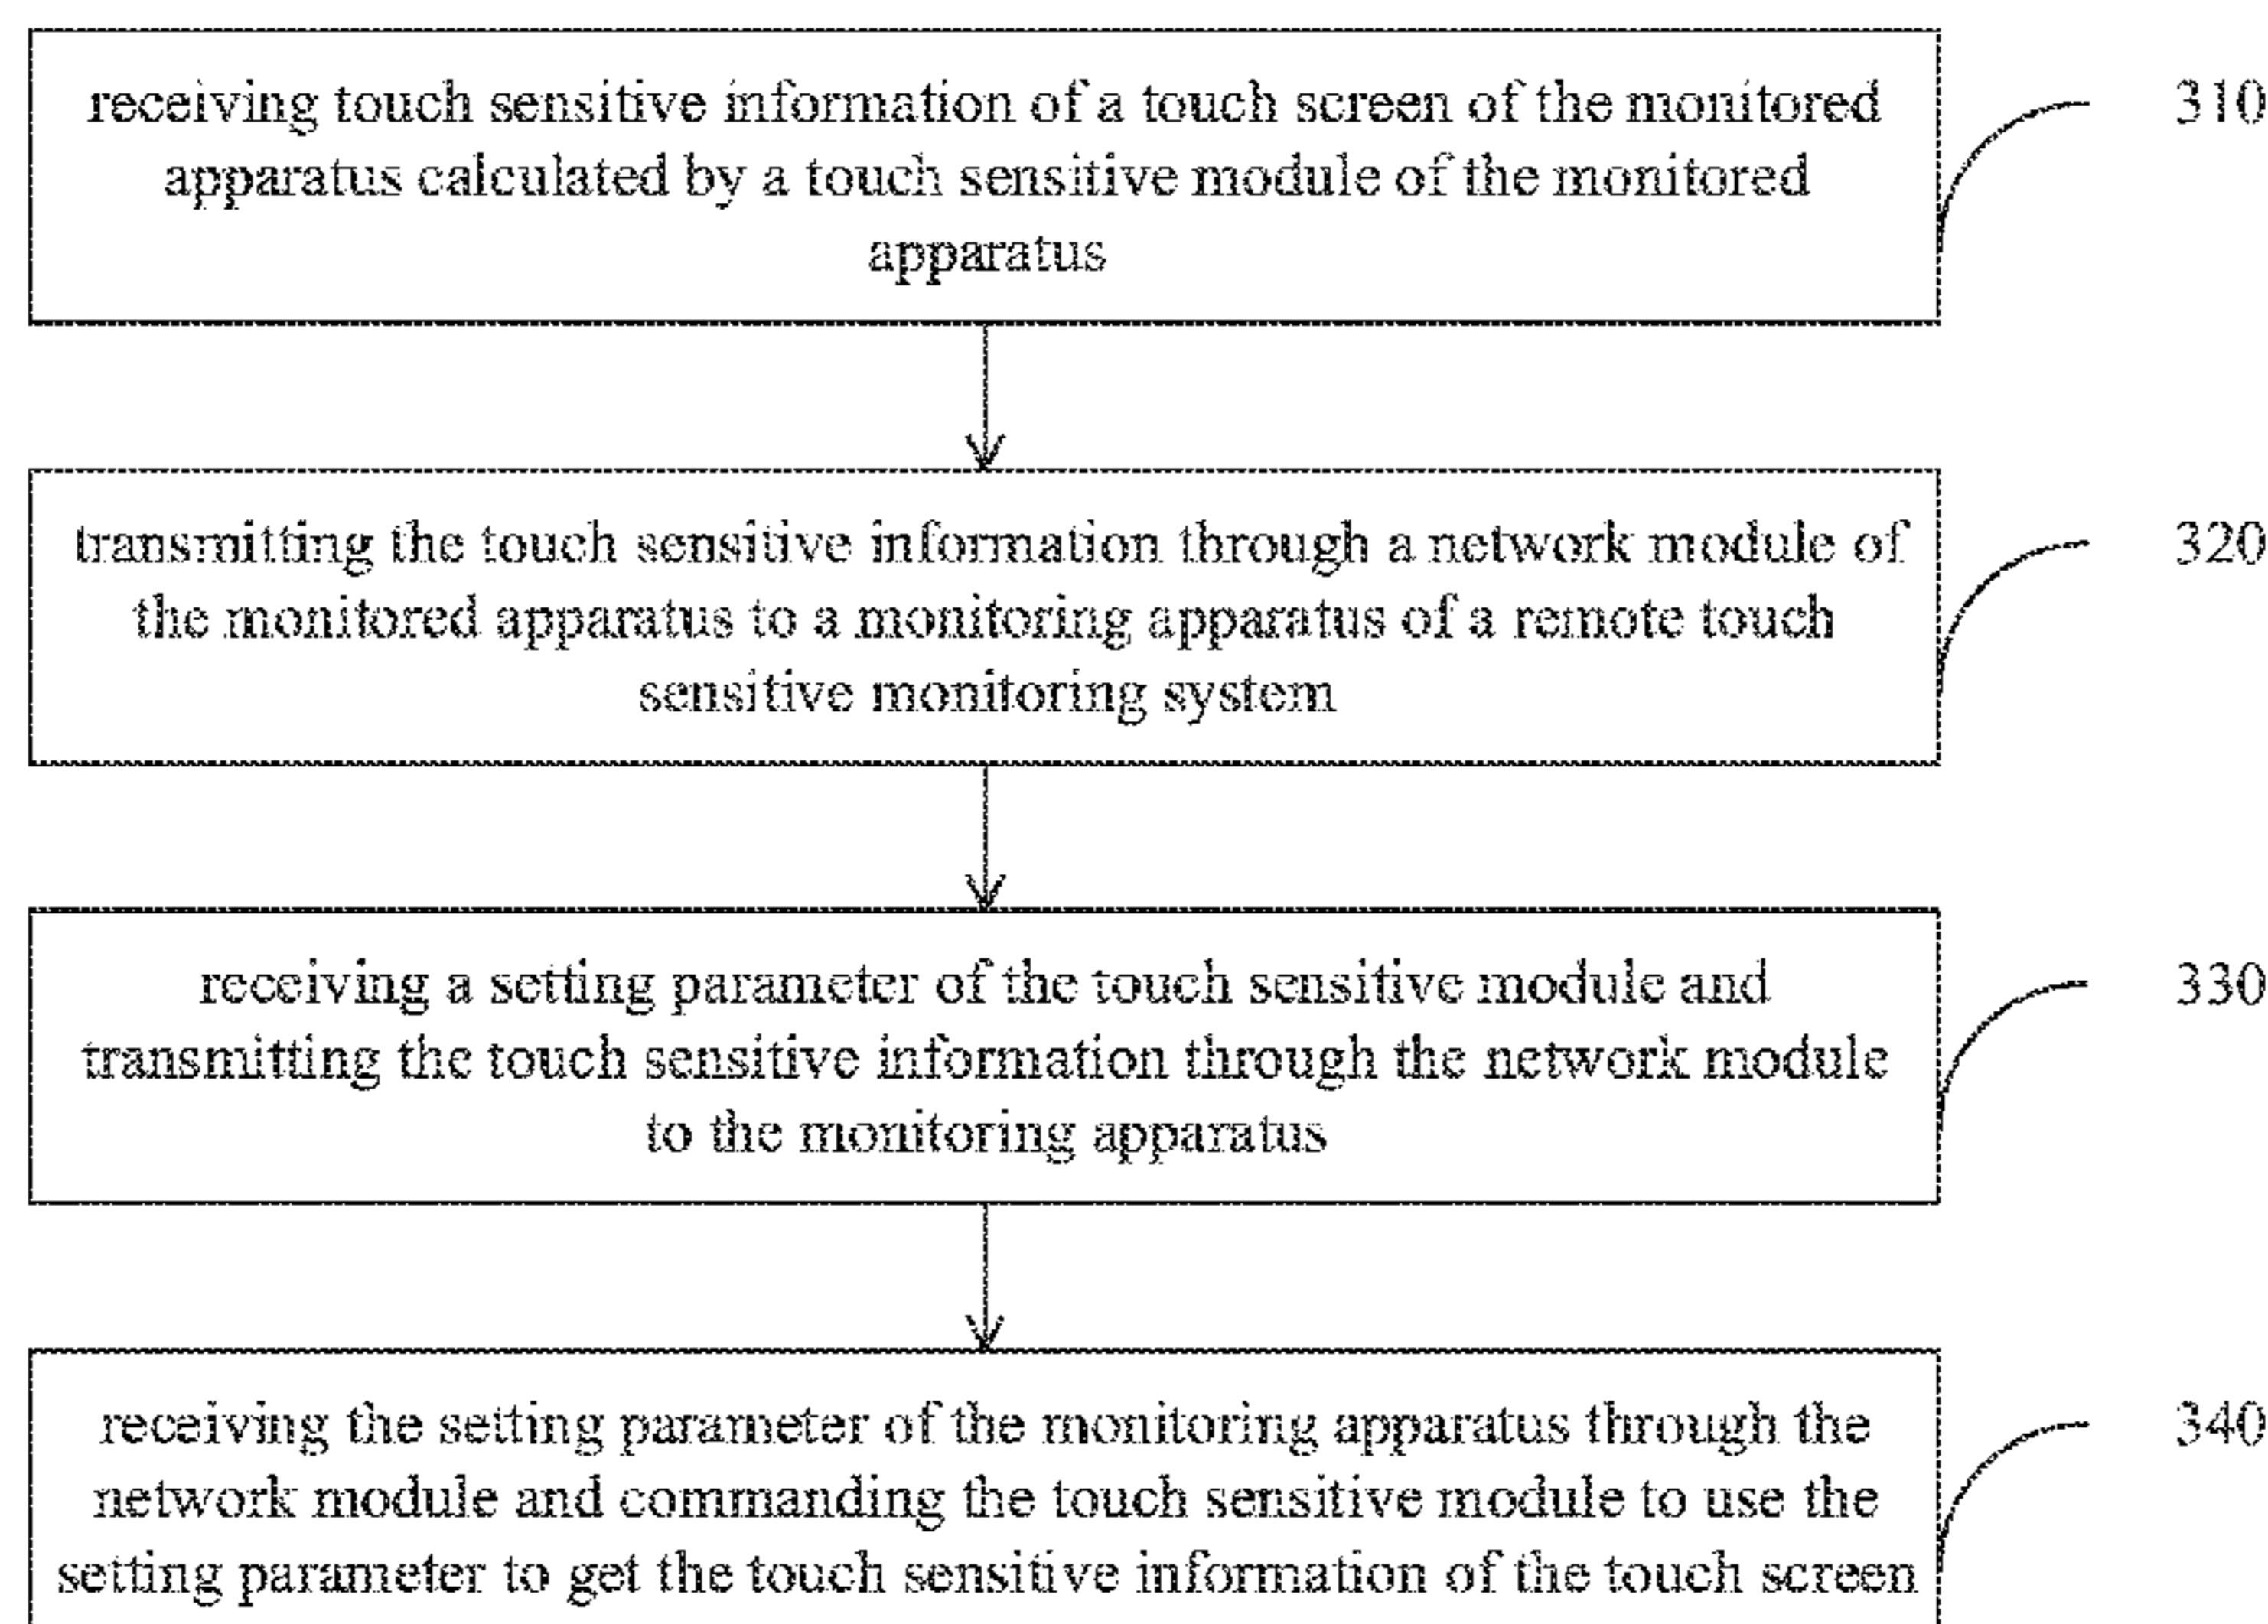 receiving touch sensitive information of a touch screen of the monitored
apparatus calculated by a touch sensitive module of the monitored
apparatus
310
transmitting the touch sensitive information through a network module of
the monitored apparatus to a monitoring apparatus of a remote touch
sensitive monitoring system
320
receiving a setting parameter of the touch sensitive module and
transmitting the touch sensitive information through the network module
to the monitoring apparatus
330
receiving the setting parameter of the monitoring apparatus through the
network module and commanding the touch sensitive module to use the
setting parameter to get the touch sensitive information of the touch screen
340